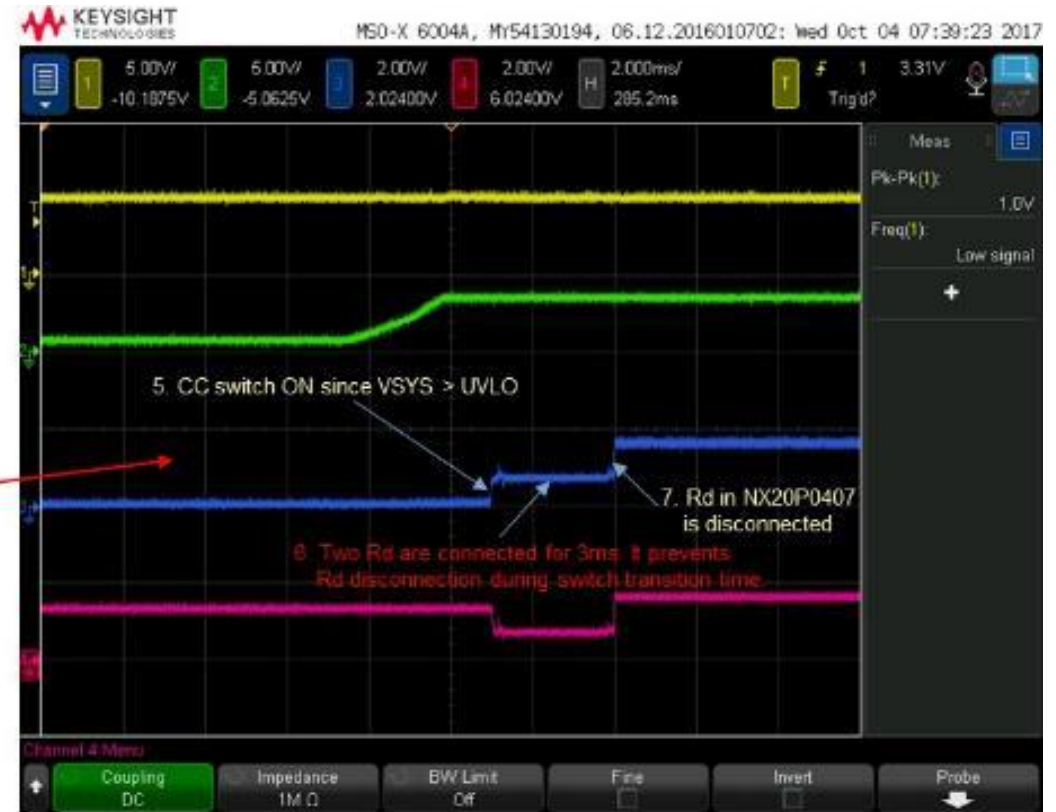 KEYSIGHT
TECHNOLOGIES
MSO-X 6004A, MY54130194, 06.12.2016010702: Wed Oct 04 07:39:23 2017
1 5.00V/ 2 5.00V/ 3 2.00V/ 4 2.00V/ H 2.000ms/ T 1 3.31V
-10.1875V -5.0625V 2.02400V 6.02400V 285.2ms Trig'd?
Meas
Pk-Pk(1):
1.0V
Freq(1):
Low signal
5. CC switch ON since VSYS > UVLO
7. Rd in NX20P0407
is disconnected
6. Two Rd are connected for 3ms. It prevents
Rd disconnection during switch transition time
Channel 4 Menu
Coupling Impedance BW Limit Fine Invert Probe
DC 1M Ω Off